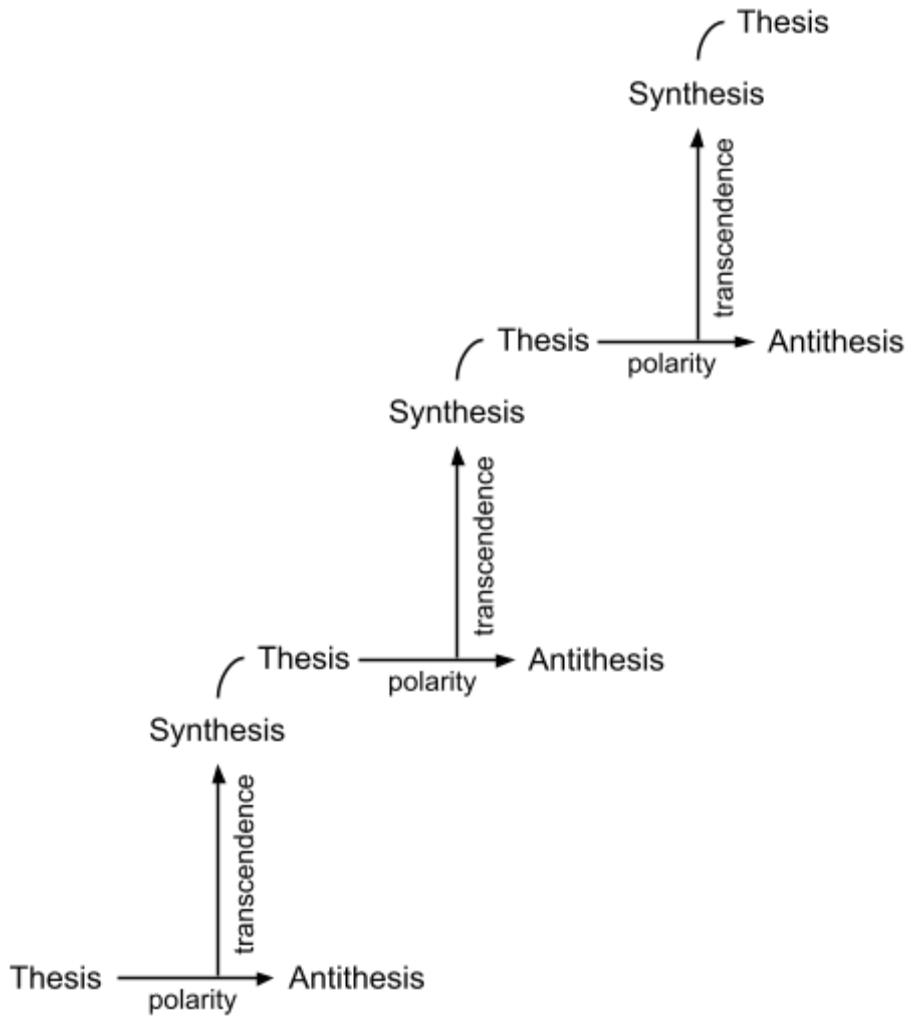 Thesis
Synthesis
transcendence
Thesis Antithesis
polarity
Synthesis
transcendence
Thesis Antithesis
polarity
Synthesis
transcendence
Thesis Antithesis
polarity